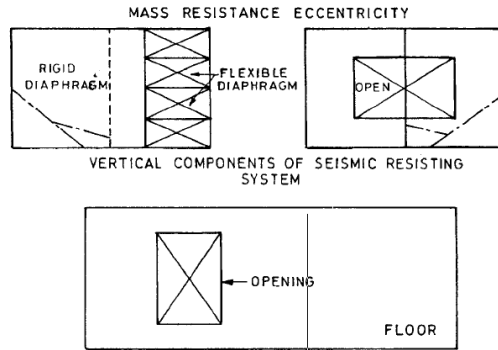 MASS RESISTANCE ECCENTRICITY
RIGID
DIAPHRAGM
FLEXIBLE
DIAPHRAGM
OPEN
VERTICAL COMPONENTS OF SEISMIC RESISTING
SYSTEM
OPENING
FLOOR